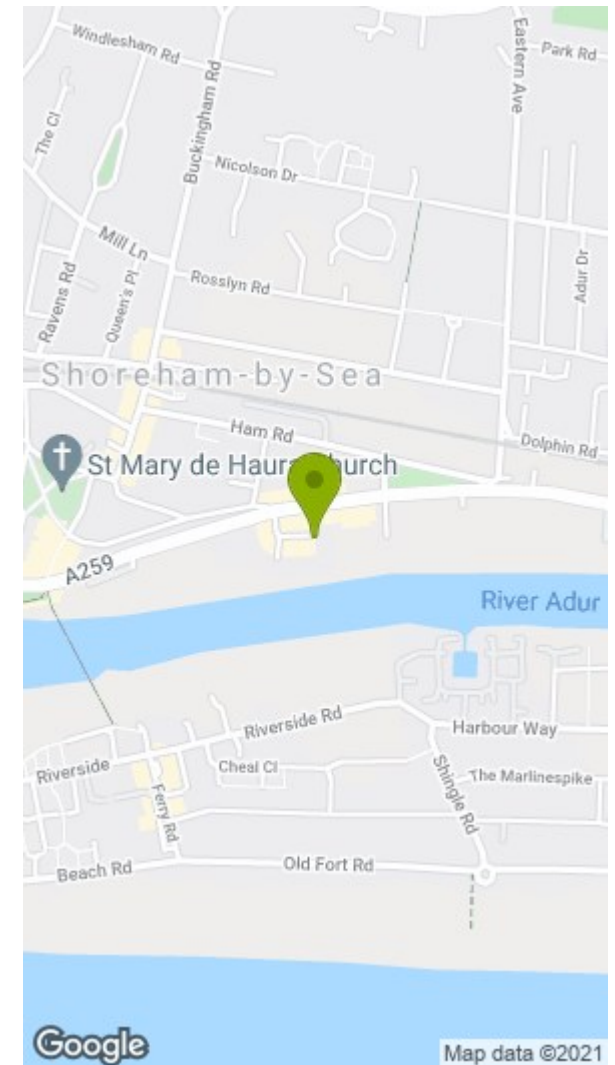 Windlesham Rd
Buckingham Rd
Eastern Ave
Park Rd
The Cl
Nicolson Dr
Mill Ln
Ravens Rd
Queen's Pl
Rosslyn Rd
Adur Dr
Shoreham-by-Sea
Ham Rd
Dolphin Rd
St Mary de Haura Church
A259
River Adur
Riverside Rd
Harbour Way
Riverside
Cheal Cl
The Marlinespike
Ferry Rd
Shingle Rd
Beach Rd
Old Fort Rd
Google
Map data ©2021